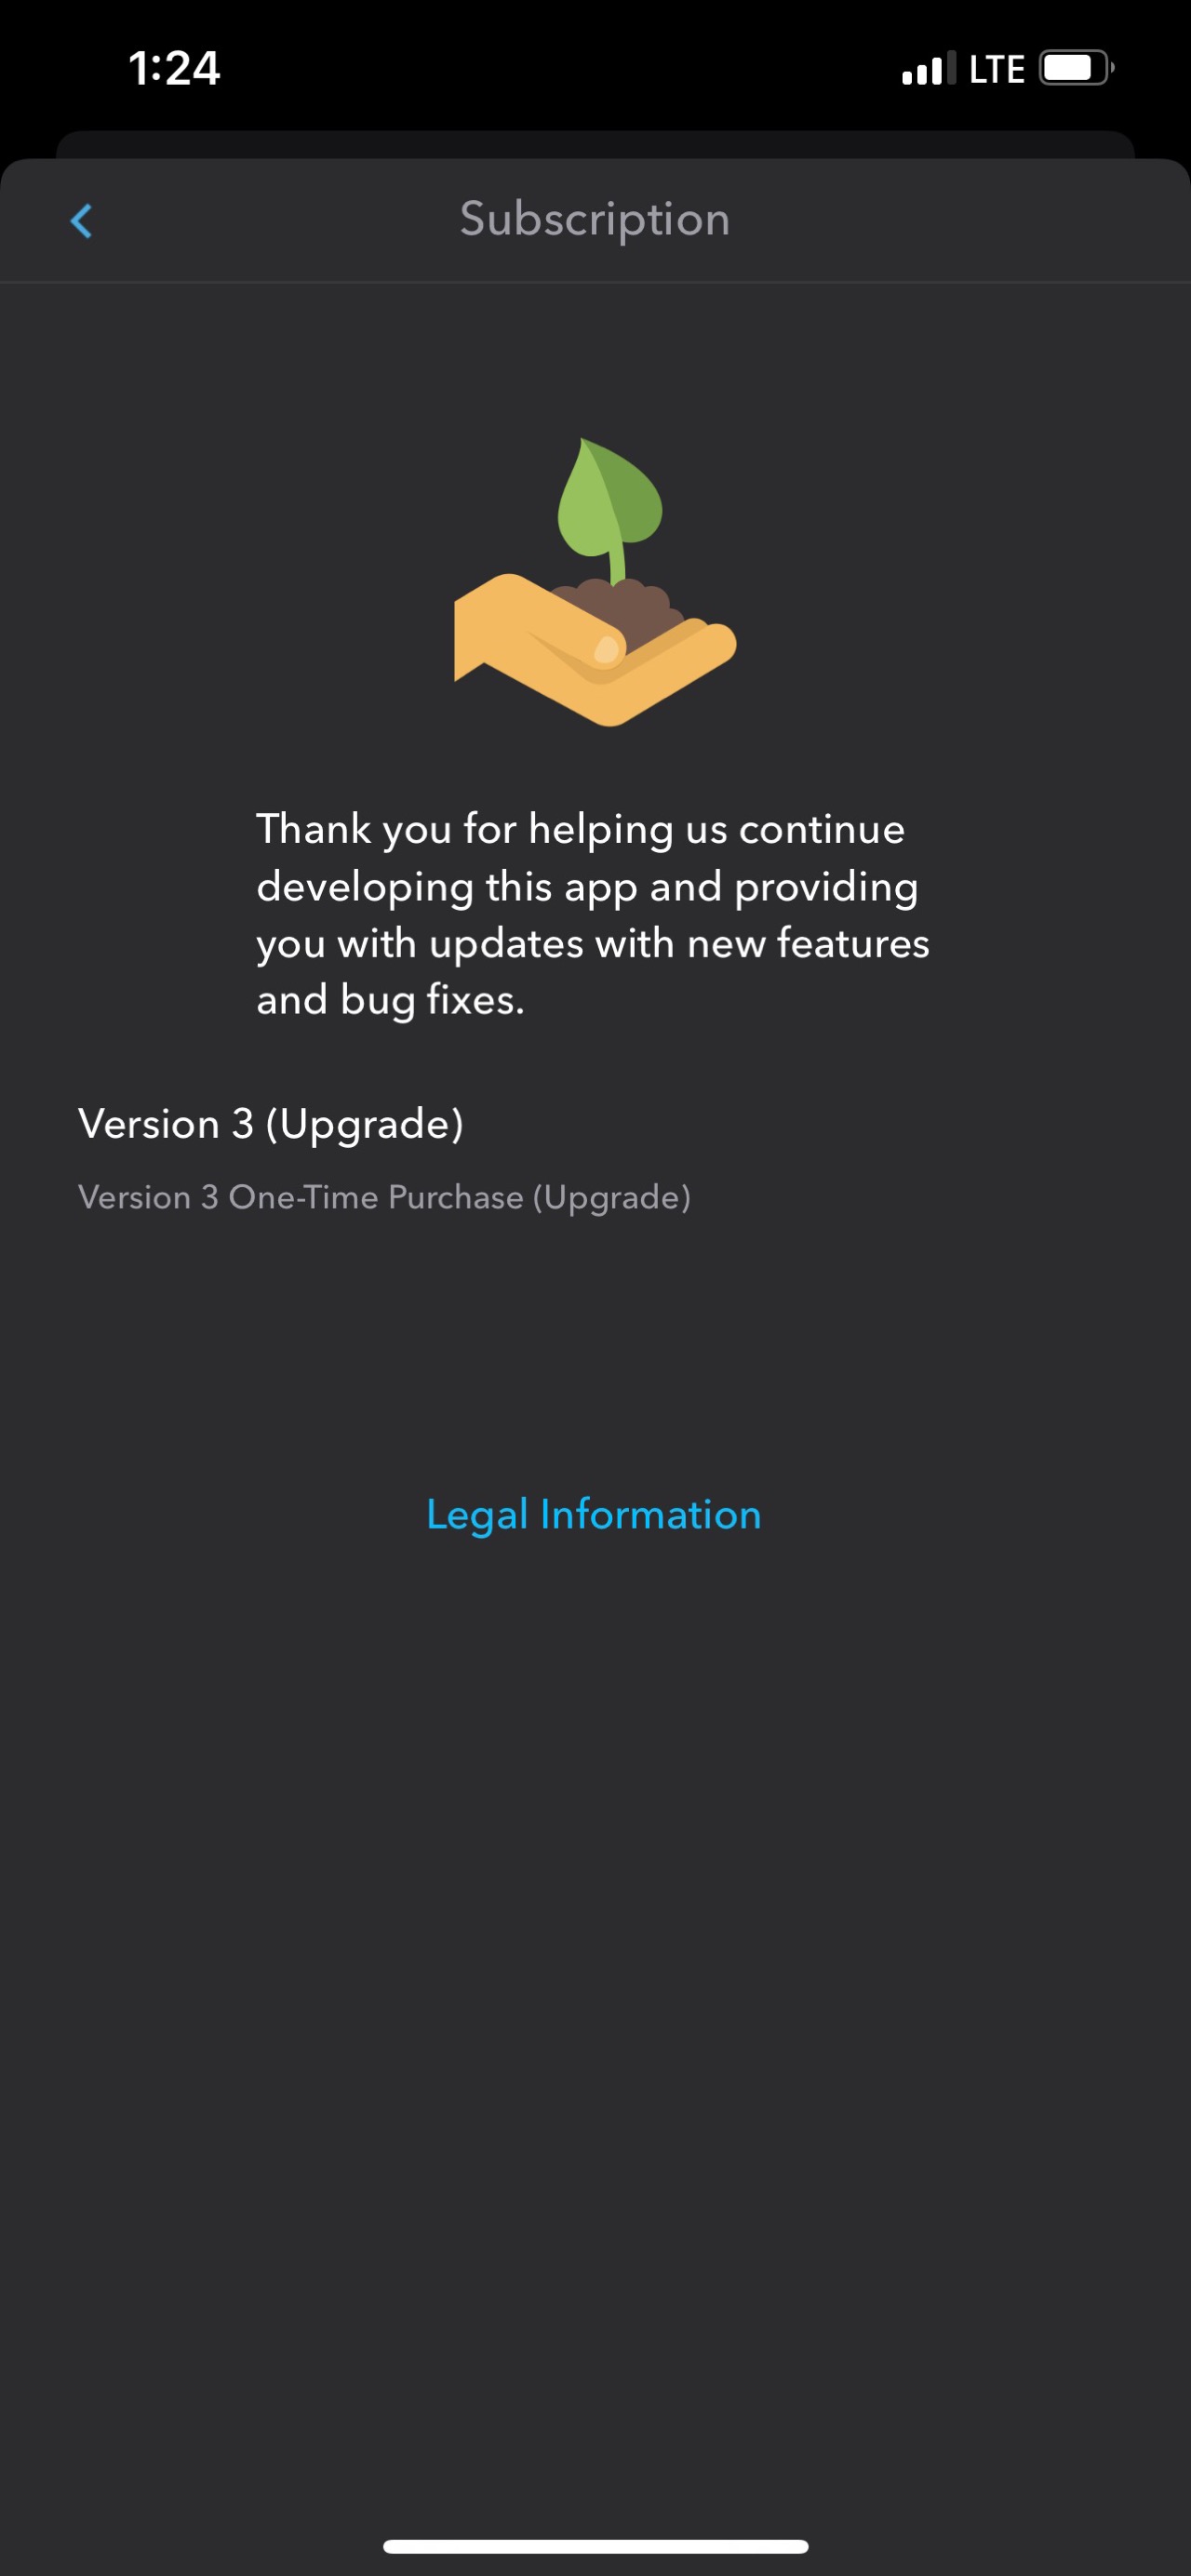 1:24
LTE
Subscription
Thank you for helping us continue
developing this app and providing
you with updates with new features
and bug fixes.
Version 3 (Upgrade)
Version 3 One-Time Purchase (Upgrade)
Legal Information